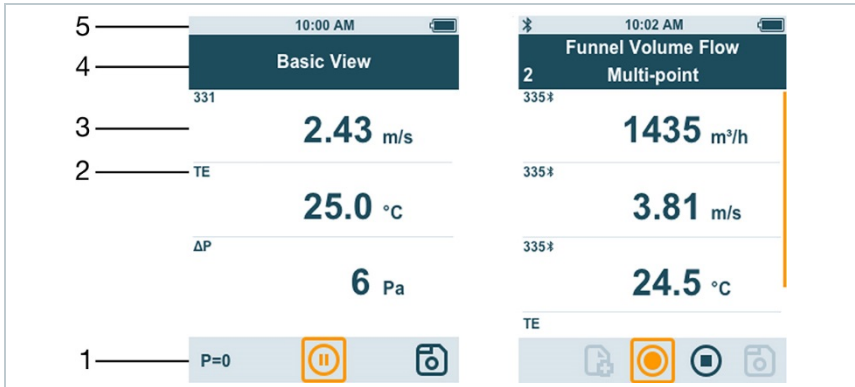 5
10:00 AM
4
Basic View
331
3
2.43 m/s
2
TE
25.0 °C
ΔP
6 Pa
1
P=0
10:02 AM
Funnel Volume Flow
2 Multi-point
335
1435 m³/h
335
3.81 m/s
335
24.5 °C
TE